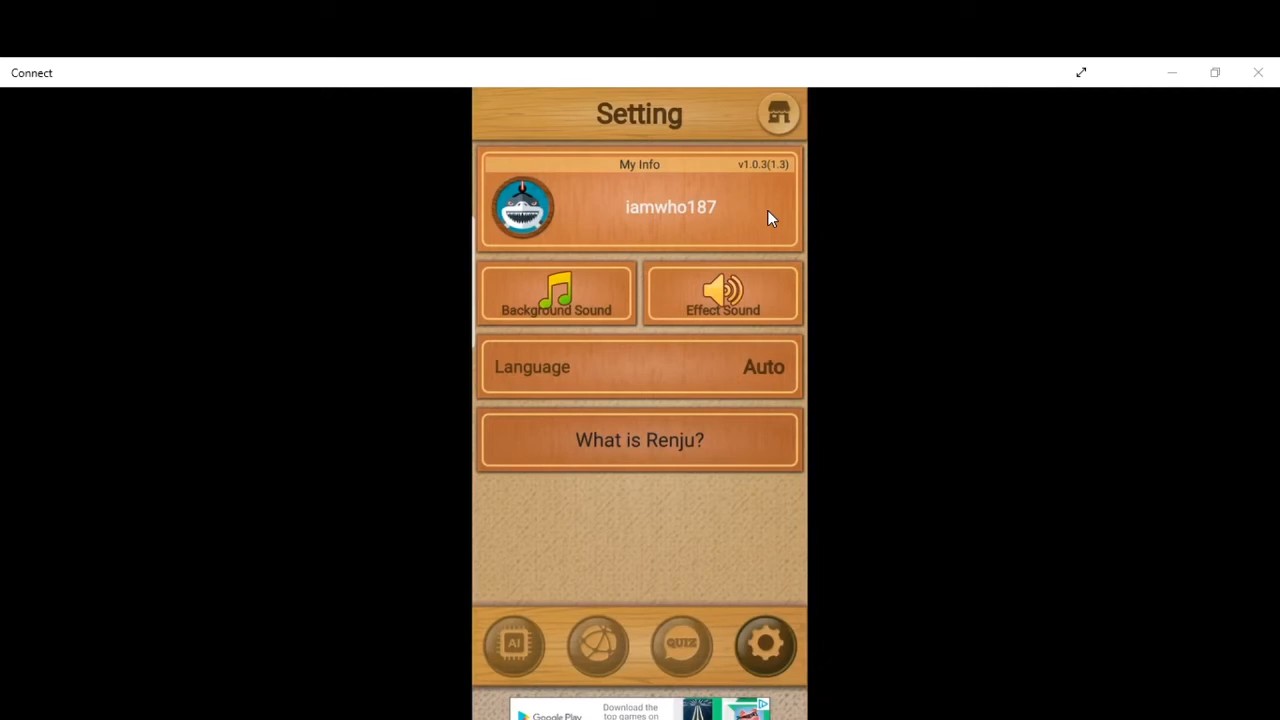 Connect
Setting
My Info
v1.0.3(1.3)
iamwho187
Background Sound
Effect Sound
Language
Auto
What is Renju?
AI
QUIZ
Google Play
Download the
top games on